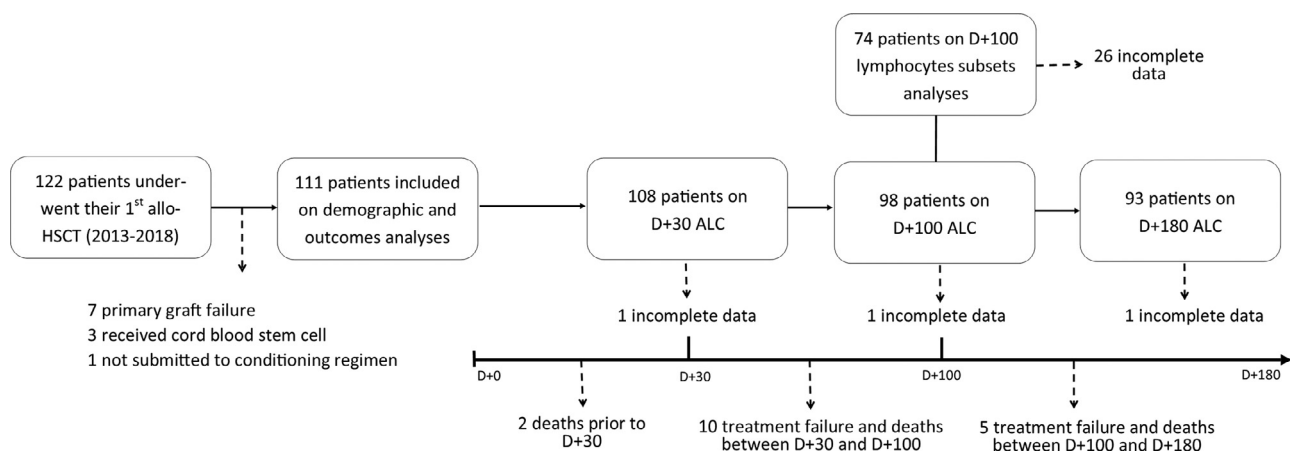 74 patients on D+100
lymphocytes subsets
analyses
26 incomplete
data
122 patients under-
went their 1st allo-
HSCT (2013-2018)
111 patients included
on demographic and
outcomes analyses
108 patients on
D+30 ALC
98 patients on
D+100 ALC
93 patients on
D+180 ALC
7 primary graft failure
3 received cord blood stem cell
1 not submitted to conditioning regimen
1 incomplete data
1 incomplete data
1 incomplete data
D+0
D+30
D+100
D+180
2 deaths prior to
D+30
10 treatment failure and deaths
between D+30 and D+100
5 treatment failure and deaths
between D+100 and D+180